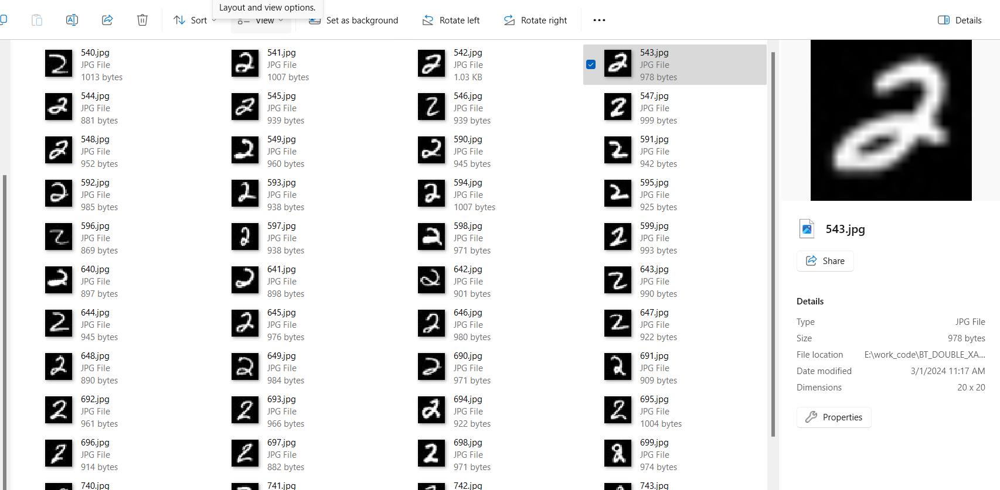 Layout and view options.
Sort
View
Set as background
Rotate left
Rotate right
Details
540.jpg
JPG File
1013 bytes
541.jpg
JPG File
1007 bytes
542.jpg
JPG File
1.03 KB
543.jpg
JPG File
978 bytes
544.jpg
JPG File
881 bytes
545.jpg
JPG File
939 bytes
546.jpg
JPG File
939 bytes
547.jpg
JPG File
999 bytes
548.jpg
JPG File
952 bytes
549.jpg
JPG File
960 bytes
590.jpg
JPG File
945 bytes
591.jpg
JPG File
942 bytes
592.jpg
JPG File
985 bytes
593.jpg
JPG File
938 bytes
594.jpg
JPG File
1007 bytes
595.jpg
JPG File
925 bytes
596.jpg
JPG File
869 bytes
597.jpg
JPG File
938 bytes
598.jpg
JPG File
971 bytes
599.jpg
JPG File
993 bytes
640.jpg
JPG File
897 bytes
641.jpg
JPG File
898 bytes
642.jpg
JPG File
901 bytes
643.jpg
JPG File
990 bytes
644.jpg
JPG File
945 bytes
645.jpg
JPG File
976 bytes
646.jpg
JPG File
980 bytes
647.jpg
JPG File
922 bytes
648.jpg
JPG File
890 bytes
649.jpg
JPG File
984 bytes
690.jpg
JPG File
971 bytes
691.jpg
JPG File
909 bytes
692.jpg
JPG File
961 bytes
693.jpg
JPG File
966 bytes
694.jpg
JPG File
922 bytes
695.jpg
JPG File
1004 bytes
696.jpg
JPG File
914 bytes
697.jpg
JPG File
882 bytes
698.jpg
JPG File
971 bytes
699.jpg
JPG File
974 bytes
740.jpg
741.jpg
742.jpg
743.jpg
2
543.jpg
Share
Details
Type JPG File
Size 978 bytes
File location E:\work_code\BT_DOUBLE_XA...
Date modified 3/1/2024 11:17 AM
Dimensions 20 x 20
Properties